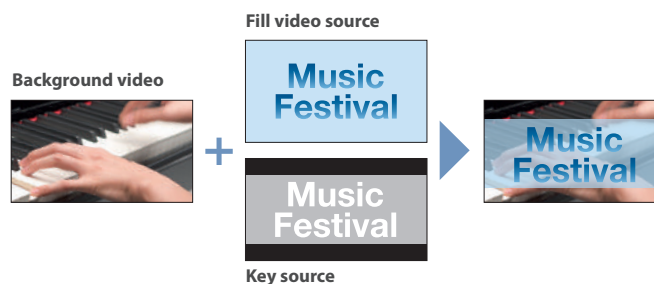 Fill video source
Background video
Music
Festival
Music
Festival
Key source
Music
Festival